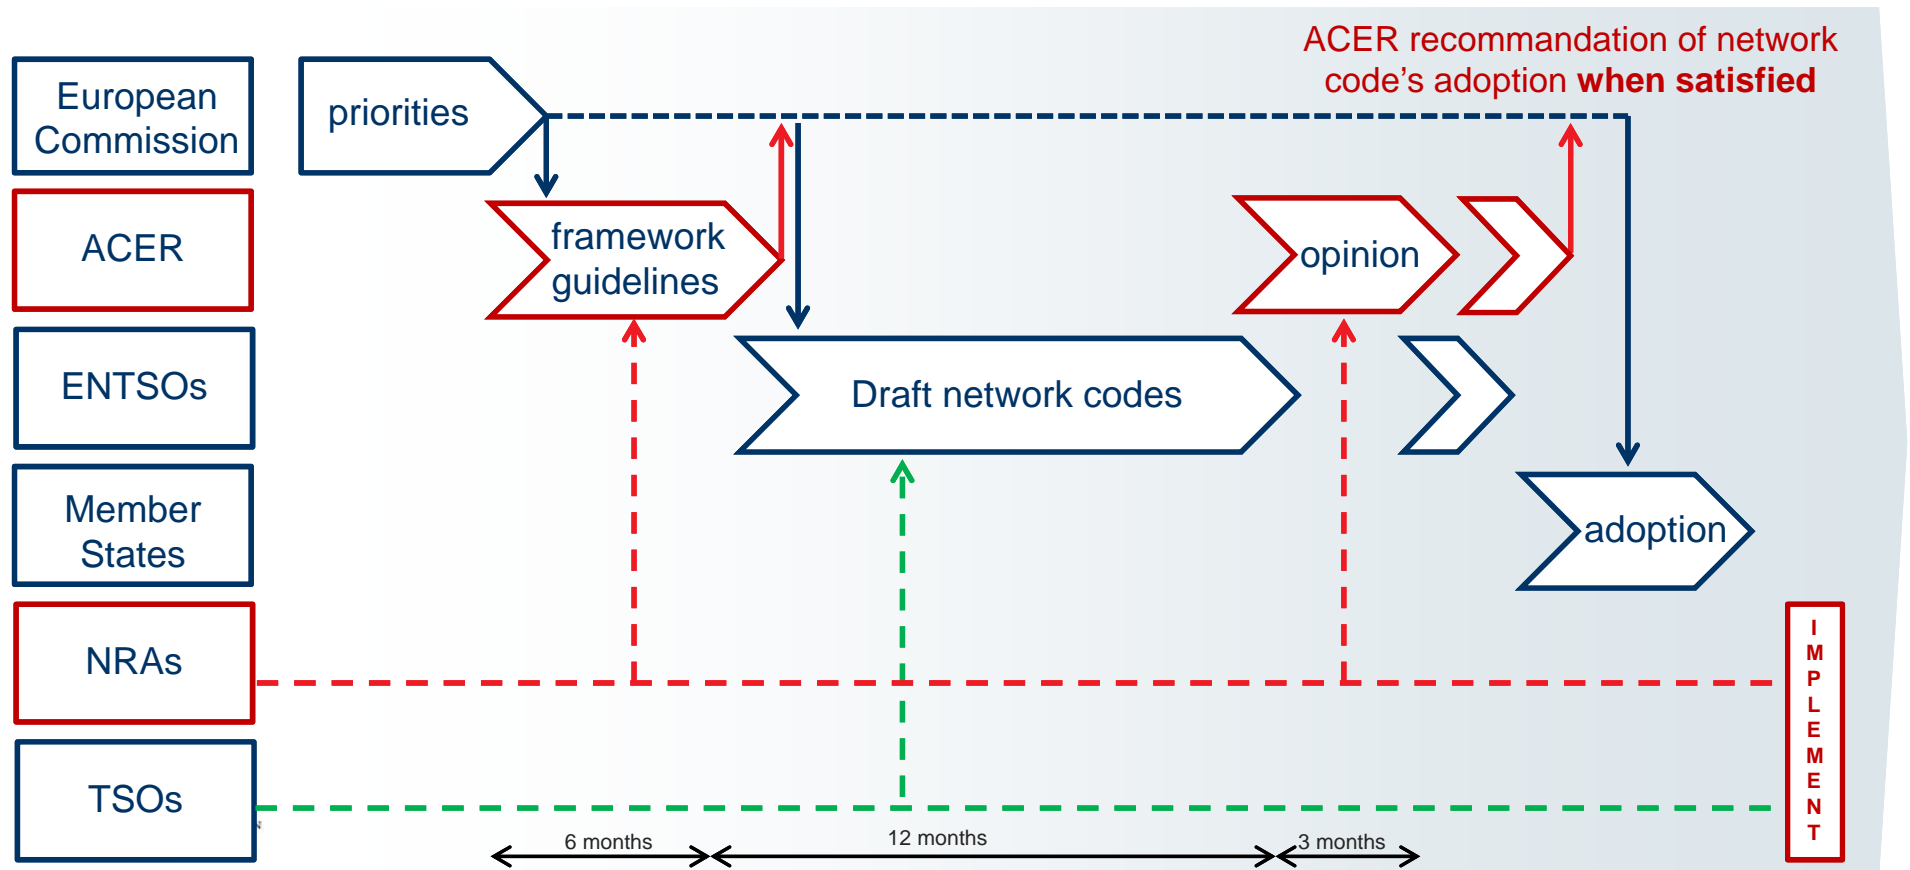 ACER recommandation of network
code's adoption when satisfied
European
Commission
priorities
ACER
framework
guidelines
opinion
ENTSOs
Draft network codes
Member
States
adoption
NRAs
TSOs
I
M
P
L
E
M
E
N
T
6 months
12 months
3 months